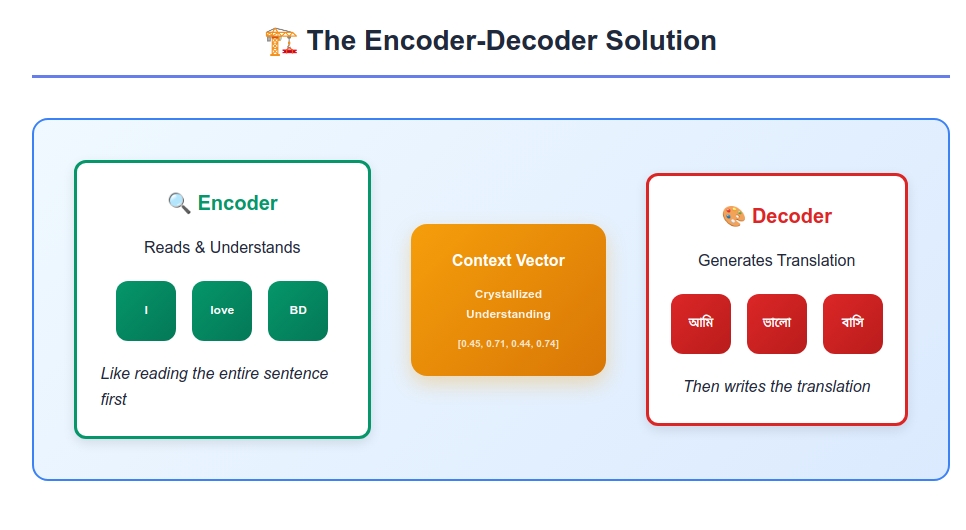 The Encoder-Decoder Solution
Encoder
Reads & Understands
I
love
BD
Like reading the entire sentence
first
Context Vector
Crystallized
Understanding
[0.45, 0.71, 0.44, 0.74]
Decoder
Generates Translation
আমি
ভালো
বাসি
Then writes the translation